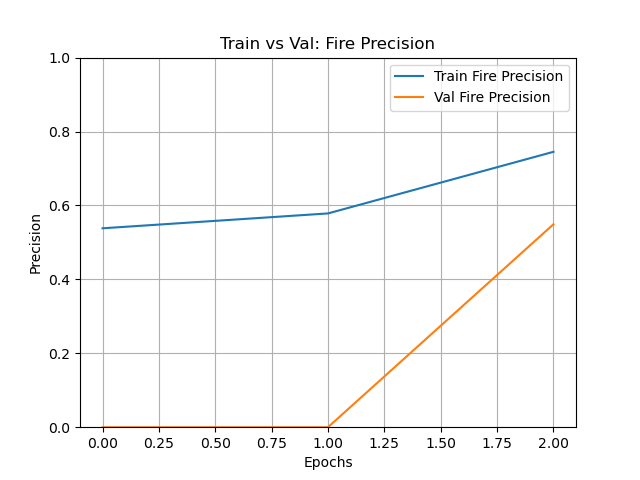 Train vs Val: Fire Precision
Train Fire Precision
Val Fire Precision
Precision
1.0
0.8
0.6
0.4
0.2
0.0
0.00 0.25 0.50 0.75 1.00 1.25 1.50 1.75 2.00
Epochs